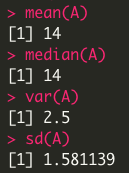 > mean(A)
[1] 14
> median(A)
[1] 14
> var(A)
[1] 2.5
> sd(A)
[1] 1.581139